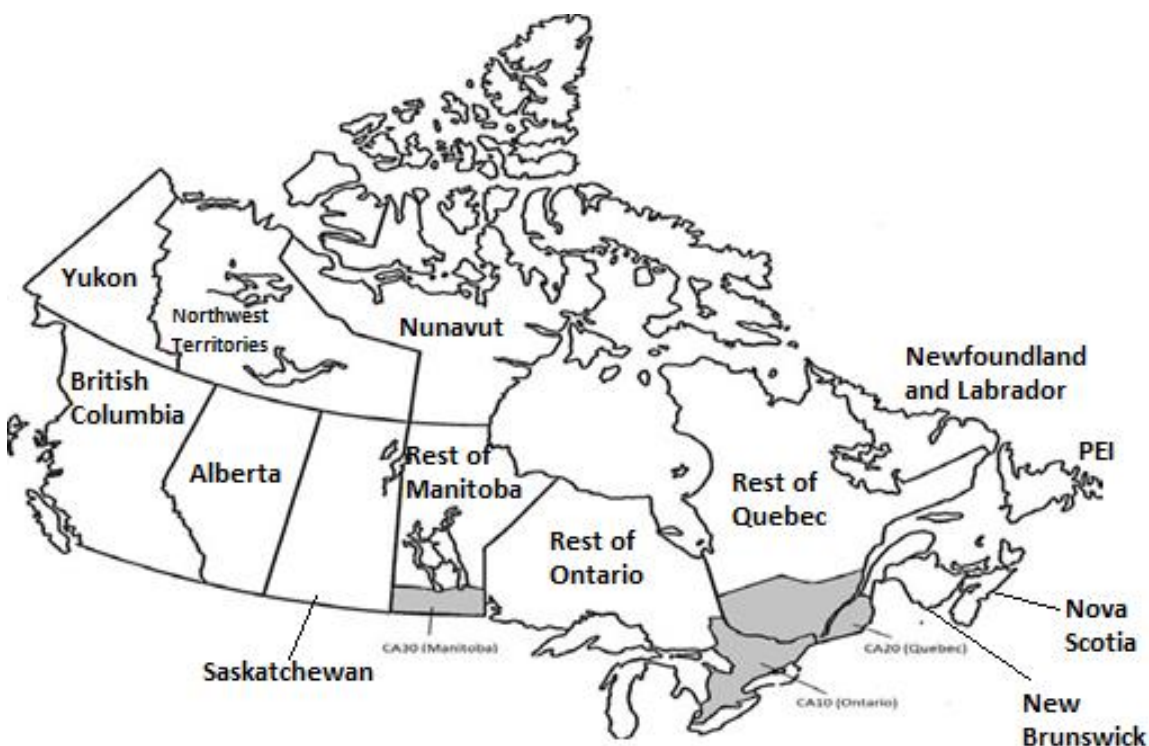 Yukon
Northwest
Territories
Nunavut
Newfoundland
and Labrador
British
Columbia
PEI
Alberta
Rest of
Manitoba
Rest of
Quebec
Rest of
Ontario
Nova
Scotia
CA30 (Manitoba)
CA20 (Quebec)
Saskatchewan
CA10 (Ontario)
New
Brunswick